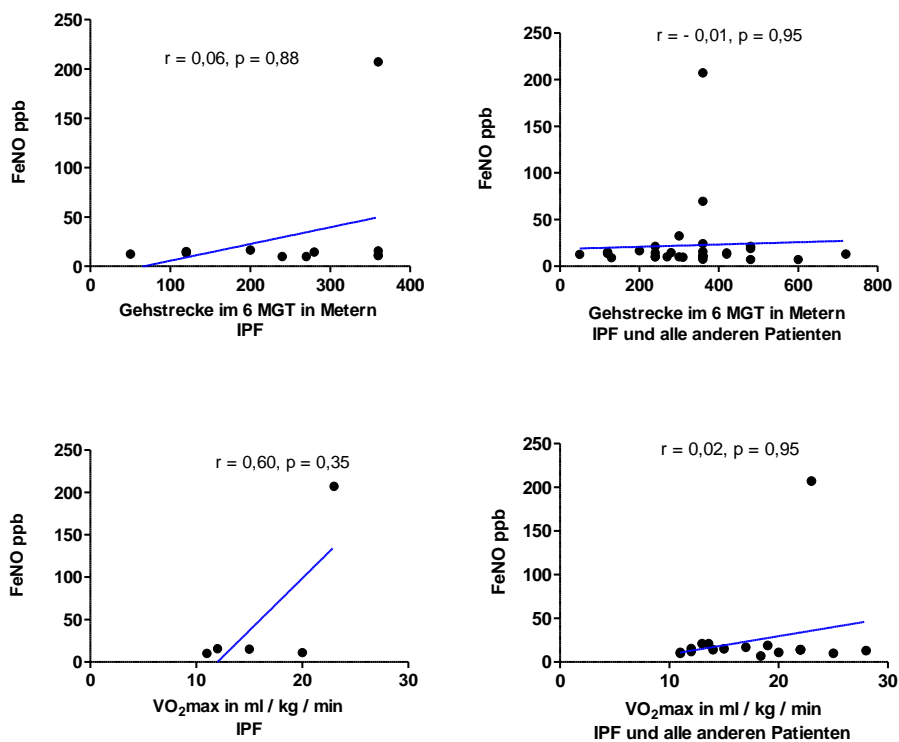 r = 0,06, p = 0,88
250
200
150
100
50
0
FeNO ppb
0 100 200 300 400
Gehstrecke im 6 MGT in Metern
IPF
r = - 0,01, p = 0,95
250
200
150
100
50
0
FeNO ppb
0 200 400 600 800
Gehstrecke im 6 MGT in Metern
IPF und alle anderen Patienten
r = 0,60, p = 0,35
250
200
150
100
50
0
FeNO ppb
0 10 20 30
VO₂max in ml / kg / min
IPF
r = 0,02, p = 0,95
250
200
150
100
50
0
FeNO ppb
0 10 20 30
VO₂max in ml / kg / min
IPF und alle anderen Patienten